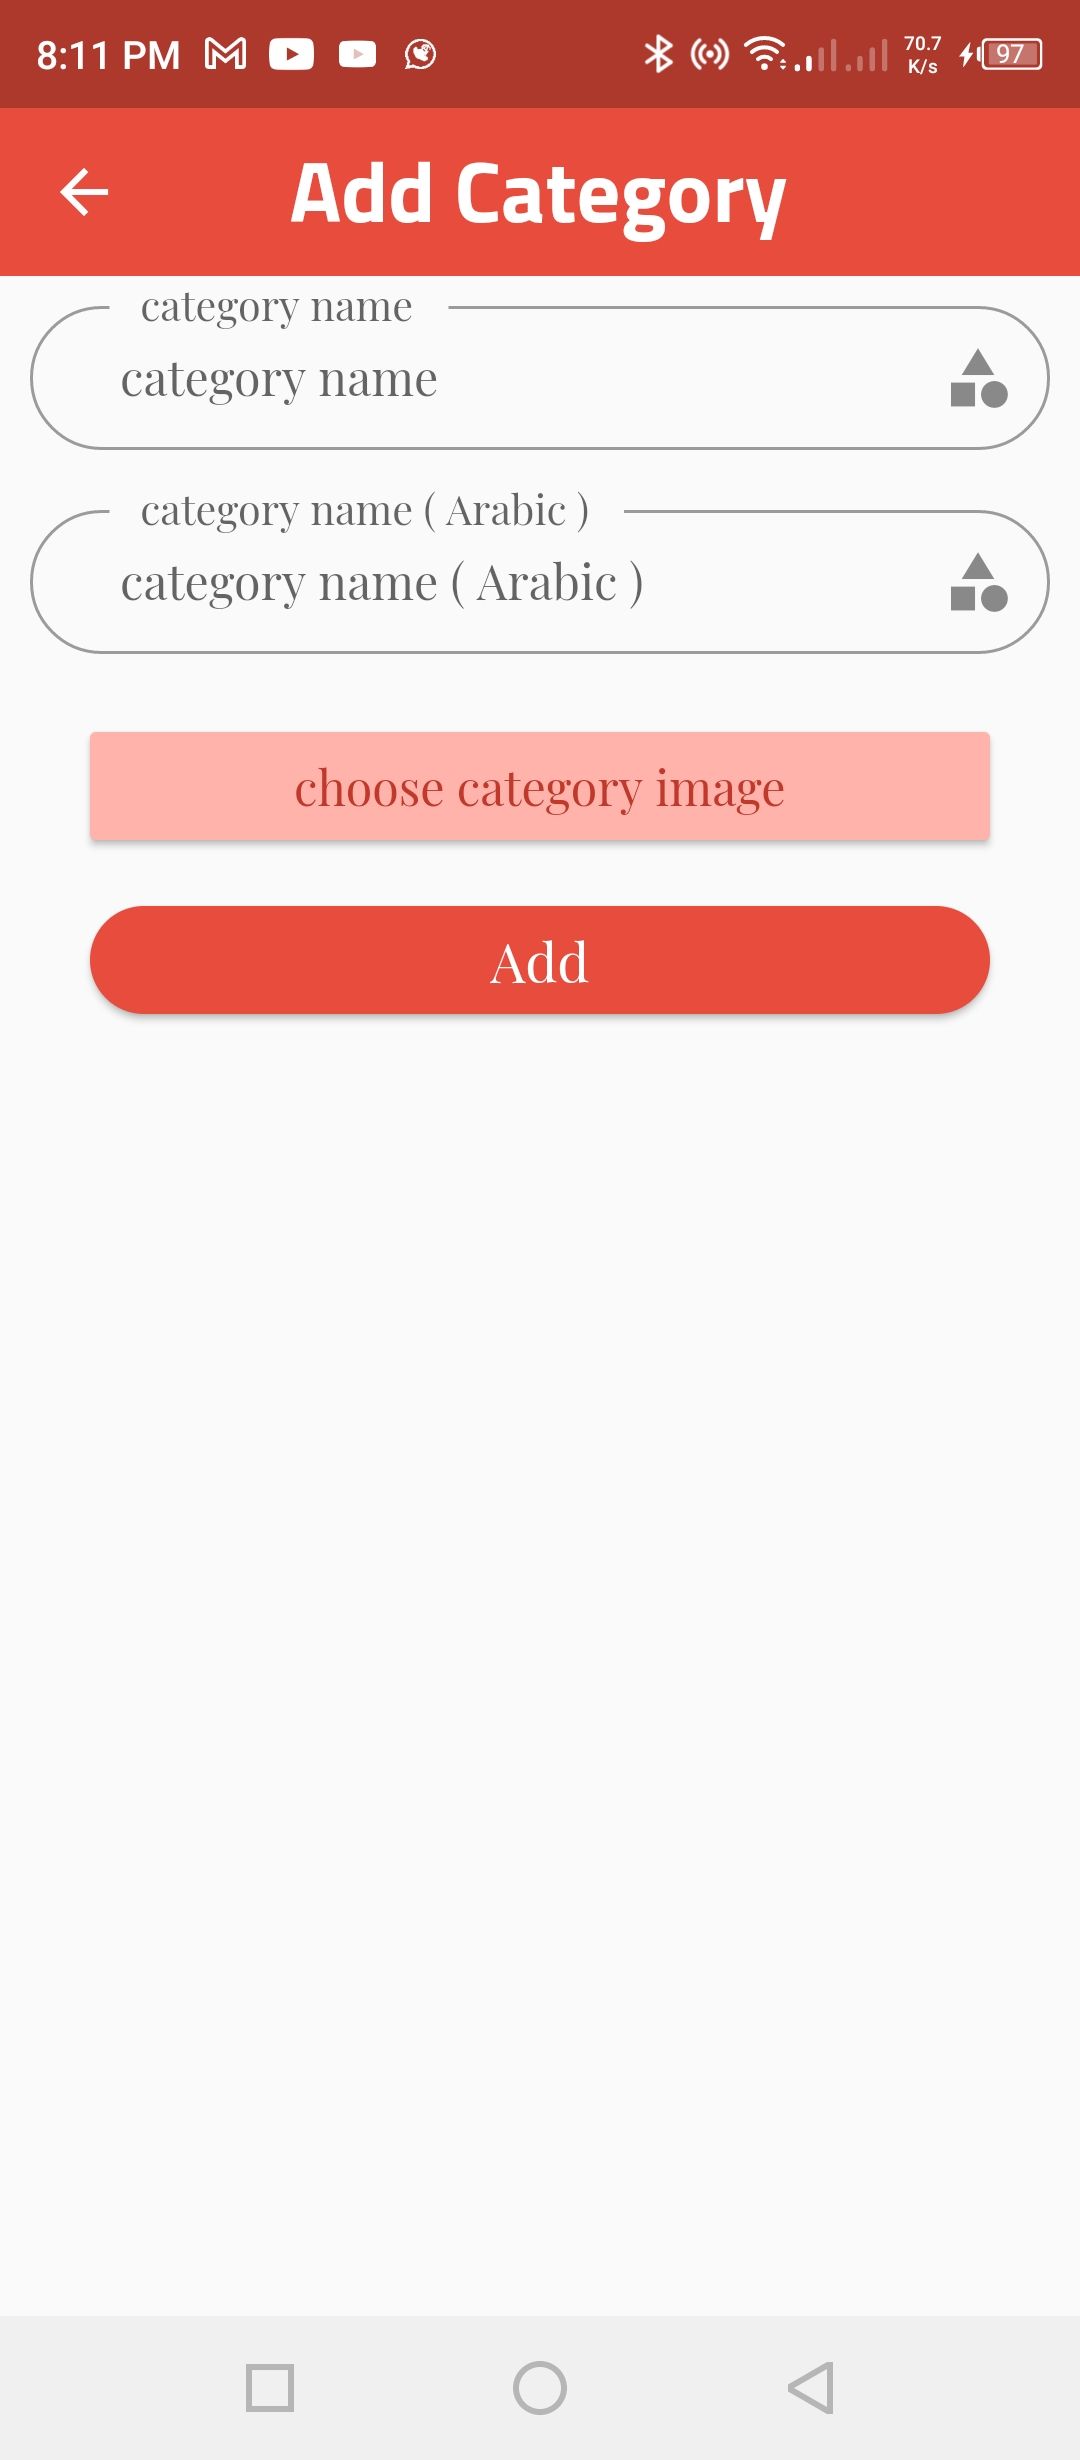 8:11 PM
70.7
K/s
97
Add Category
category name
category name
category name ( Arabic )
category name ( Arabic )
choose category image
Add